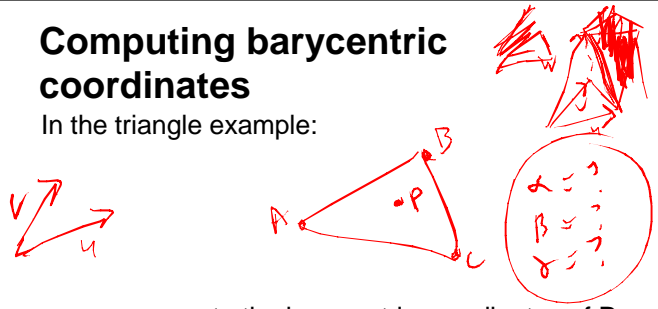 Computing barycentric
coordinates
In the triangle example:
B
V
u
A
P
C
α = ?
β = ?
γ = ?